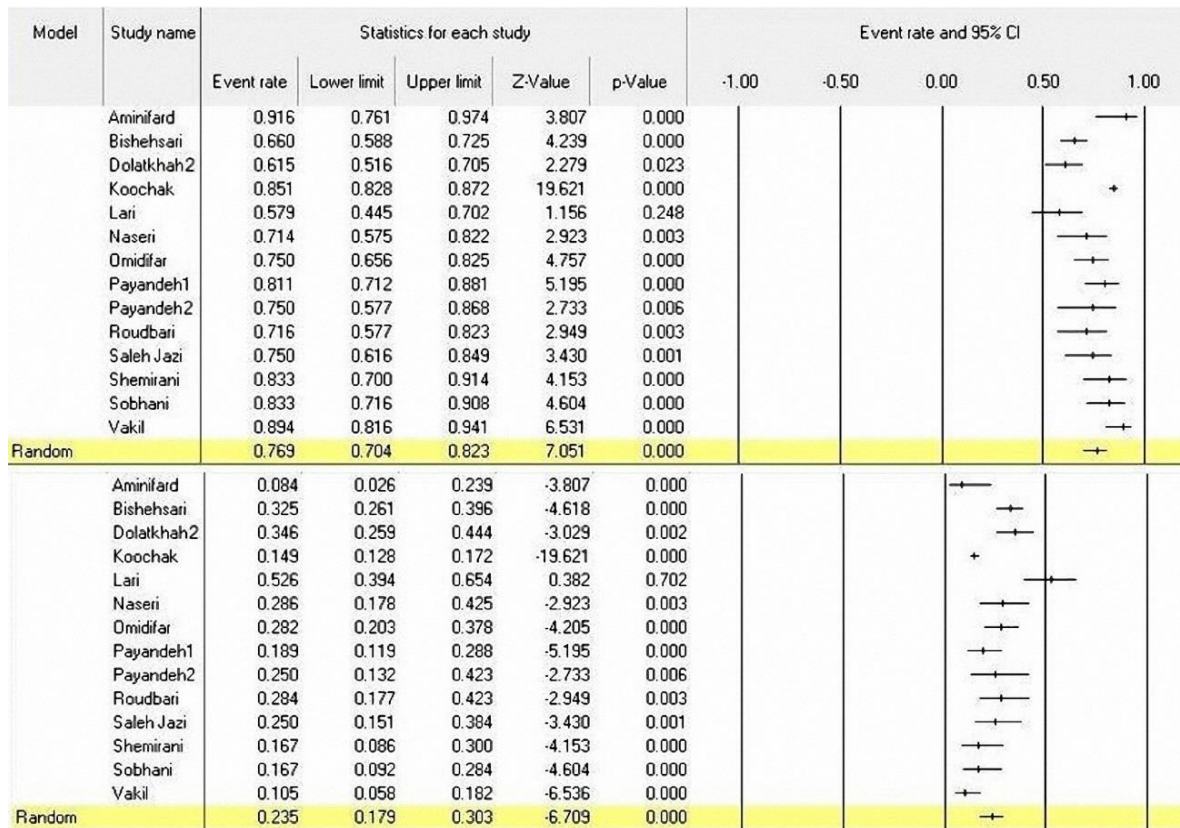 Model Study name Statistics for each study Event rate and 95% CI
Event rate Lower limit Upper limit Z-Value p-Value -1.00 -0.50 0.00 0.50 1.00
Aminifard 0.916 0.761 0.974 3.807 0.000
Bishehsari 0.660 0.588 0.725 4.239 0.000
Dolatkhah2 0.615 0.516 0.705 2.279 0.023
Koochak 0.851 0.828 0.872 19.621 0.000
Lari 0.579 0.445 0.702 1.156 0.248
Naseri 0.714 0.575 0.822 2.923 0.003
Omidifar 0.750 0.656 0.825 4.757 0.000
Payandeh1 0.811 0.712 0.881 5.195 0.000
Payandeh2 0.750 0.577 0.868 2.733 0.006
Roudbari 0.716 0.577 0.823 2.949 0.003
Saleh Jazi 0.750 0.616 0.849 3.430 0.001
Shemirani 0.833 0.700 0.914 4.153 0.000
Sobhani 0.833 0.716 0.908 4.604 0.000
Vakil 0.894 0.816 0.941 6.531 0.000
Random 0.769 0.704 0.823 7.051 0.000
Aminifard 0.084 0.026 0.239 -3.807 0.000
Bishehsari 0.325 0.261 0.396 -4.618 0.000
Dolatkhah2 0.346 0.259 0.444 -3.029 0.002
Koochak 0.149 0.128 0.172 -19.621 0.000
Lari 0.526 0.394 0.654 0.382 0.702
Naseri 0.286 0.178 0.425 -2.923 0.003
Omidifar 0.282 0.203 0.378 -4.205 0.000
Payandeh1 0.189 0.119 0.288 -5.195 0.000
Payandeh2 0.250 0.132 0.423 -2.733 0.006
Roudbari 0.284 0.177 0.423 -2.949 0.003
Saleh Jazi 0.250 0.151 0.384 -3.430 0.001
Shemirani 0.167 0.086 0.300 -4.153 0.000
Sobhani 0.167 0.092 0.284 -4.604 0.000
Vakil 0.105 0.058 0.182 -6.536 0.000
Random 0.235 0.179 0.303 -6.709 0.000